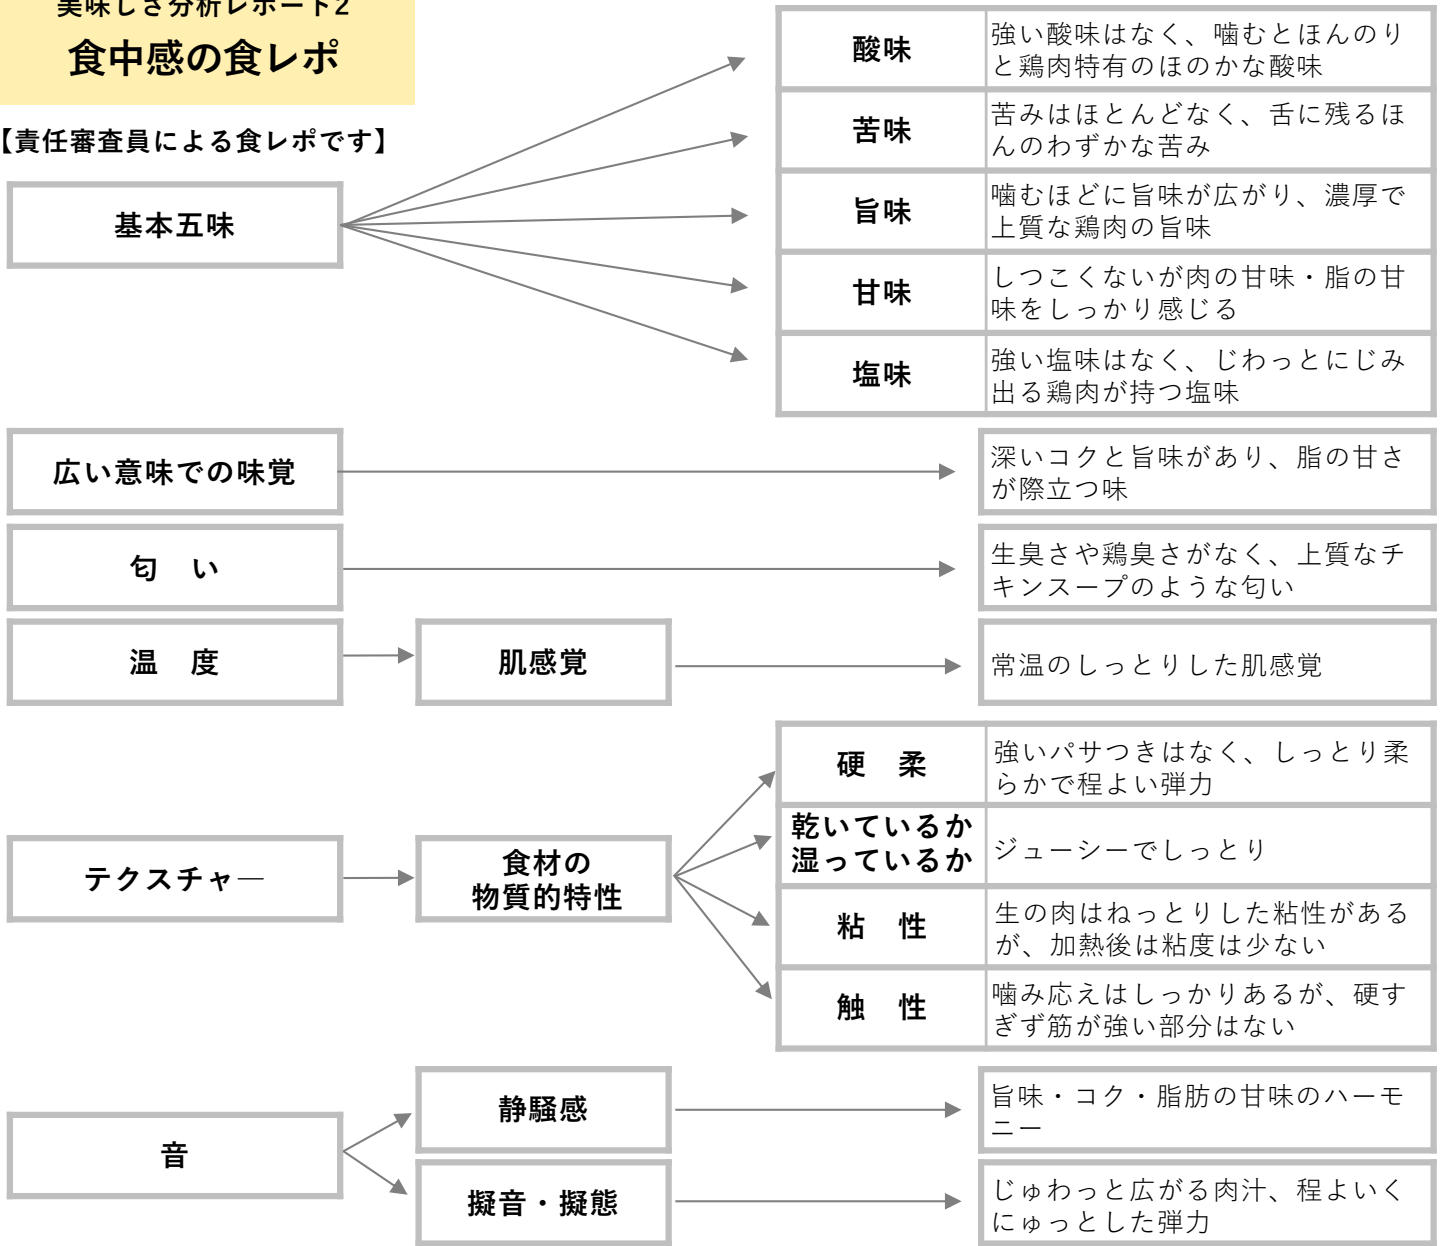 美味しさ分析レポート2
食中感の食レポ
【責任審査員による食レポです】
基本五味
酸味
強い酸味はなく、噛むとほんのり
と鶏肉特有のほのかな酸味
苦味
苦みはほとんどなく、舌に残るほ
んのわずかな苦み
旨味
噛むほどに旨味が広がり、濃厚で
上質な鶏肉の旨味
甘味
しつこくないが肉の甘味・脂の甘
味をしっかり感じる
塩味
強い塩味はなく、じわっとにじみ
出る鶏肉が持つ塩味
広い意味での味覚
深いコクと旨味があり、脂の甘さ
が際立つ味
匂　い
生臭さや鶏臭さがなく、上質なチ
キンスープのような匂い
温　度
肌感覚
常温のしっとりした肌感覚
テクスチャ―
食材の
物質的特性
硬　柔
強いパサつきはなく、しっとり柔
らかで程よい弾力
乾いているか
湿っているか
ジューシーでしっとり
粘　性
生の肉はねっとりした粘性がある
が、加熱後は粘度は少ない
触　性
噛み応えはしっかりあるが、硬す
ぎず筋が強い部分はない
音
静騒感
旨味・コク・脂肪の甘味のハーモ
ニー
擬音・擬態
じゅわっと広がる肉汁、程よいく
にゅっとした弾力